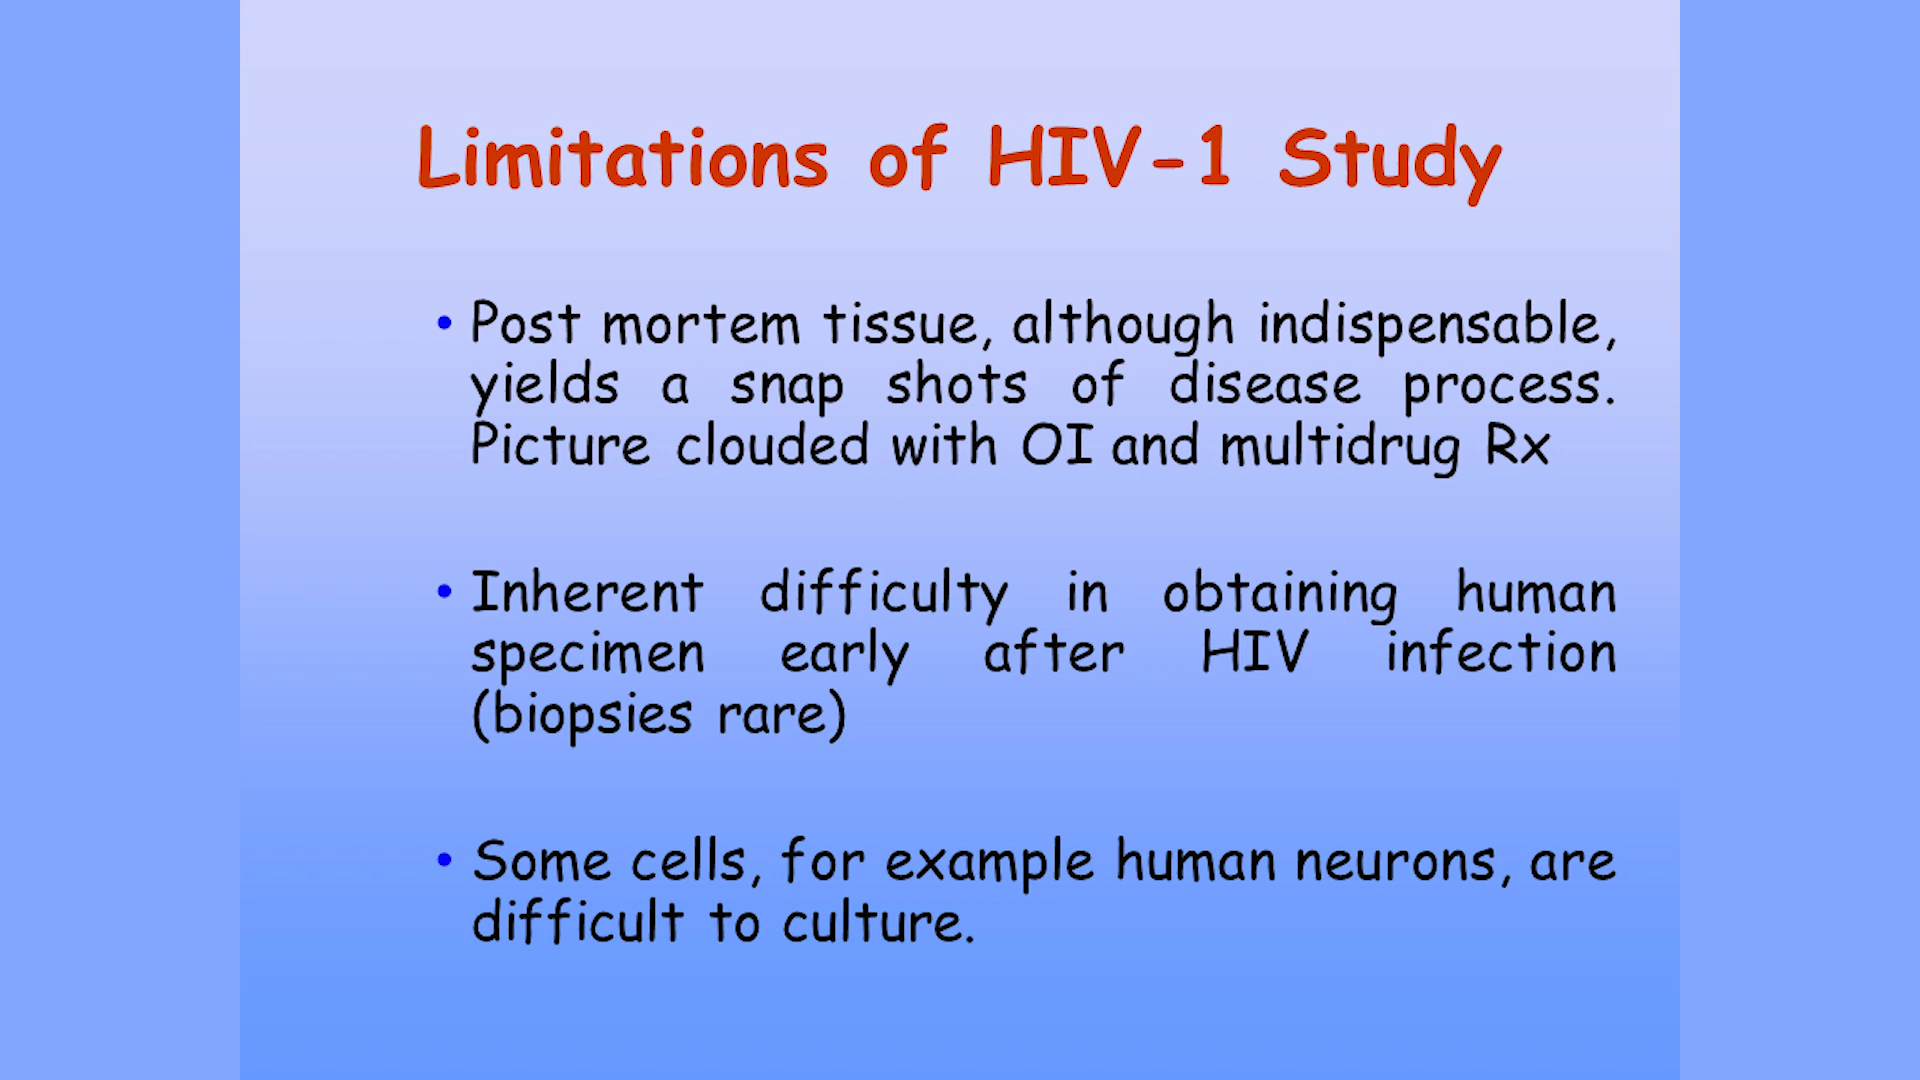 Limitations of HIV-1 Study
• Post mortem tissue, although indispensable,
yields a snap shots of disease process.
Picture clouded with OI and multidrug Rx
• Inherent difficulty in obtaining human
specimen early after HIV infection
(biopsies rare)
• Some cells, for example human neurons, are
difficult to culture.